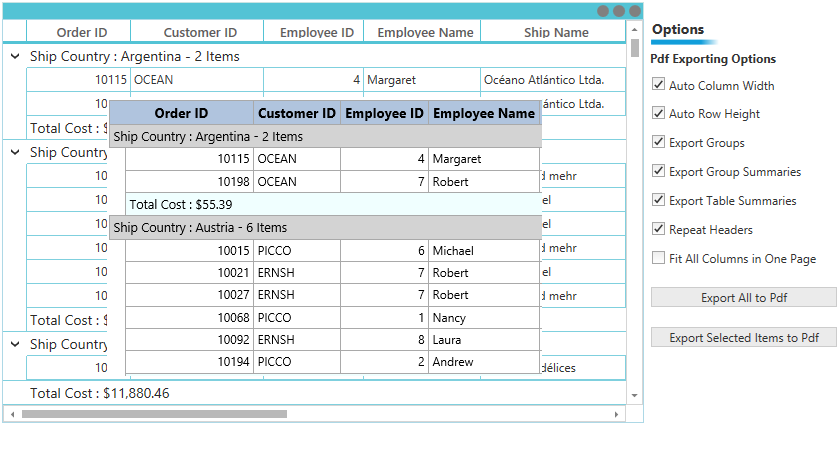 Order ID Customer ID Employee ID Employee Name Ship Name
Ship Country : Argentina - 2 Items
10115 OCEAN 4 Margaret Océano Atlántico Ltda.
10 ántico Ltda.
Total Cost : $
Ship Country
10 d mehr
10 el
10 el
10 d mehr
10 el
10 d mehr
Total Cost : $
Ship Country
10 délices
Total Cost : $11,880.46
Order ID Customer ID Employee ID Employee Name
Ship Country : Argentina - 2 Items
10115 OCEAN 4 Margaret
10198 OCEAN 7 Robert
Total Cost : $55.39
Ship Country : Austria - 6 Items
10015 PICCO 6 Michael
10021 ERNSH 7 Robert
10027 ERNSH 7 Robert
10068 PICCO 1 Nancy
10092 ERNSH 8 Laura
10194 PICCO 2 Andrew
Options
Pdf Exporting Options
Auto Column Width
Auto Row Height
Export Groups
Export Group Summaries
Export Table Summaries
Repeat Headers
Fit All Columns in One Page
Export All to Pdf
Export Selected Items to Pdf